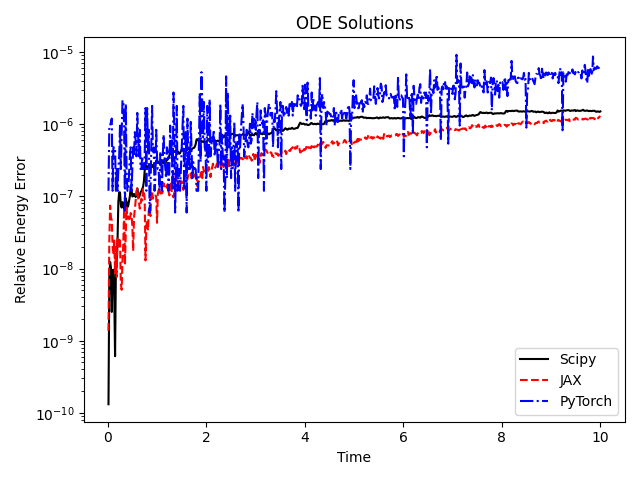 ODE Solutions
Relative Energy Error
10⁻⁵
10⁻⁶
10⁻⁷
10⁻⁸
10⁻⁹
10⁻¹⁰
Scipy
JAX
PyTorch
0 2 4 6 8 10
Time